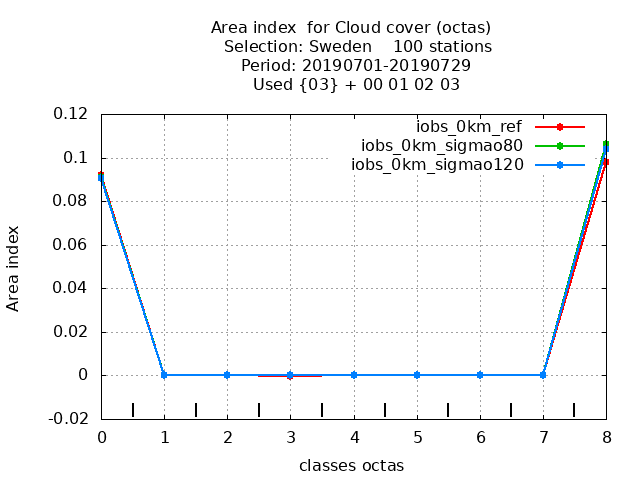 Area index  for Cloud cover (octas)
Selection: Sweden    100 stations
Period: 20190701-20190729
Used {03} + 00 01 02 03
iobs_0km_ref
iobs_0km_sigmao80
iobs_0km_sigmao120
0.12
0.1
0.08
0.06
0.04
0.02
0
-0.02
Area index
0 1 2 3 4 5 6 7 8
classes octas